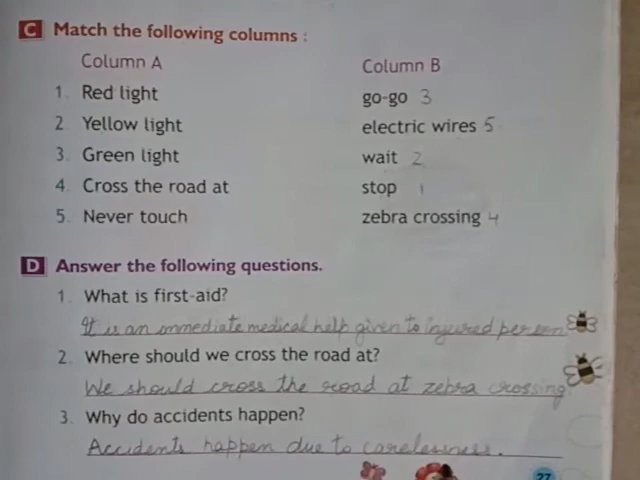 C Match the following columns :
Column A Column B
1. Red light go-go 3
2. Yellow light electric wires 5
3. Green light wait 2
4. Cross the road at stop 1
5. Never touch zebra crossing 4
D Answer the following questions.
1. What is first-aid?
It is an immediate medical help given to injured person
2. Where should we cross the road at?
We should cross the road at zebra crossing
3. Why do accidents happen?
Accidents happen due to carelessness.
27